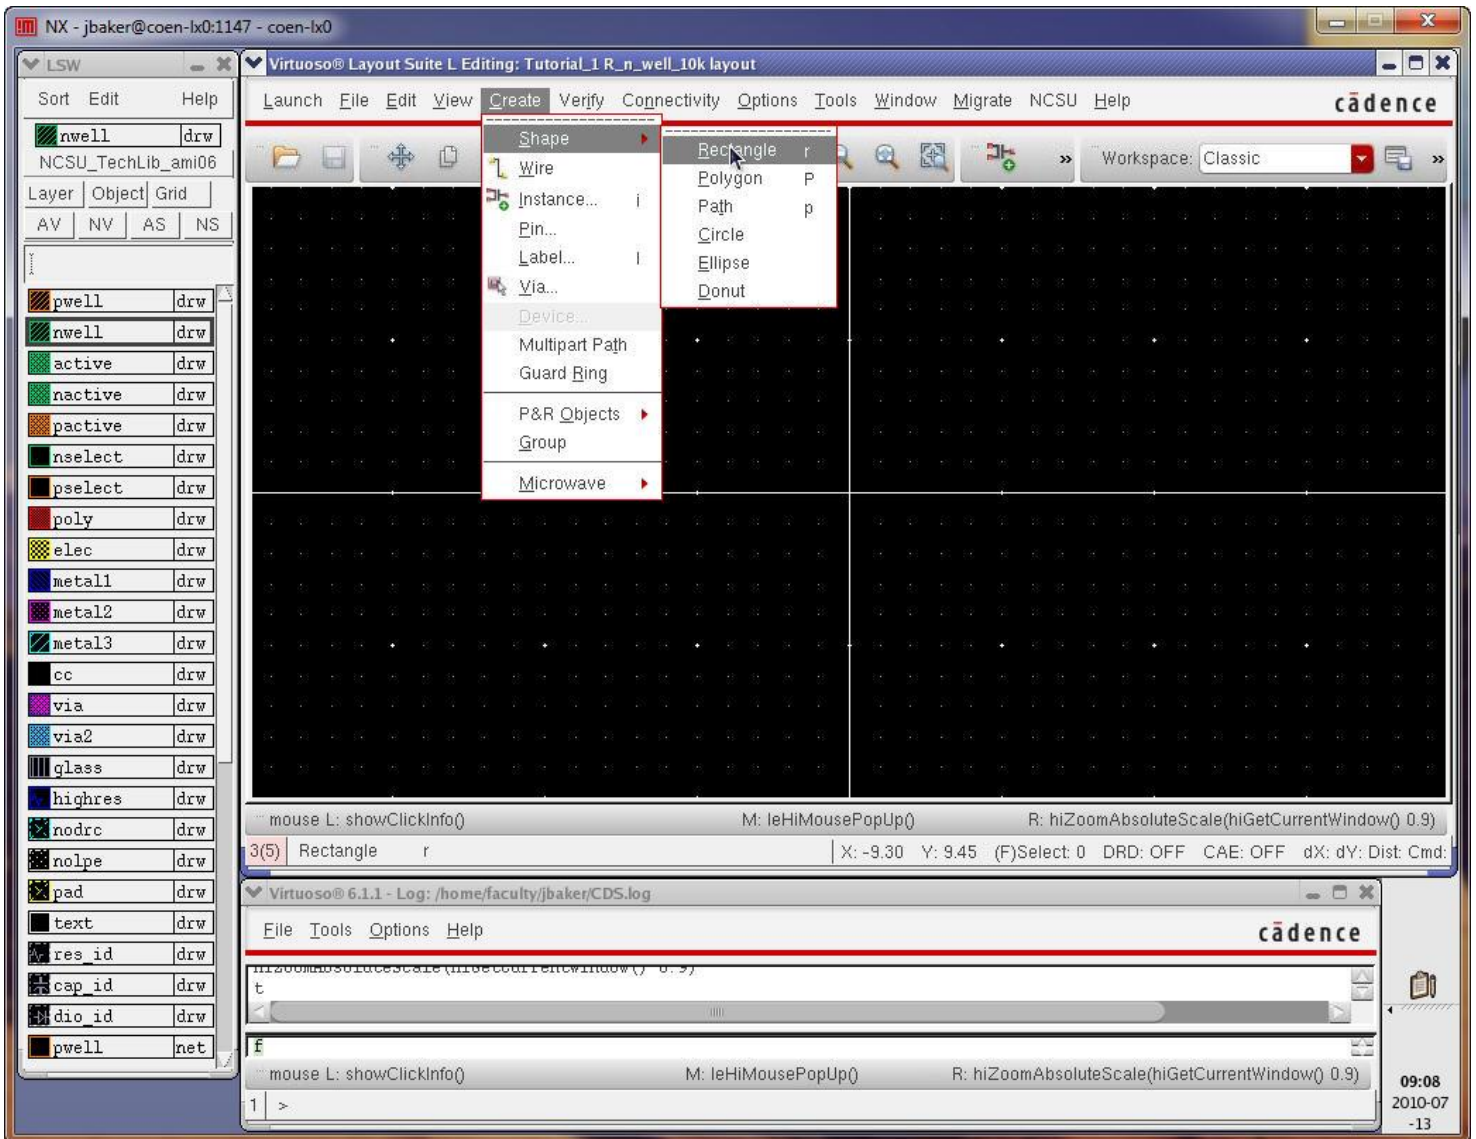 NX - jbaker@coen-lx0:1147 - coen-lx0
LSW
Sort Edit Help
nwell drw
NCSU_TechLib_ami06
Layer Object Grid
AV NV AS NS
pwell drw
nwell drw
active drw
nactive drw
pactive drw
nselect drw
pselect drw
poly drw
elec drw
metal1 drw
metal2 drw
metal3 drw
cc drw
via drw
via2 drw
glass drw
highres drw
nodrc drw
nolpe drw
pad drw
text drw
res_id drw
cap_id drw
dio_id drw
pwell net
Virtuoso® Layout Suite L Editing: Tutorial_1 R_n_well_10k layout
Launch File Edit View Create Verify Connectivity Options Tools Window Migrate NCSU Help
cādence
» Workspace: Classic »
Shape
Wire
Instance... i
Pin...
Label... l
Via...
Device...
Multipart Path
Guard Ring
P&R Objects
Group
Microwave
Rectangle r
Polygon P
Path p
Circle
Ellipse
Donut
mouse L: showClickInfo() M: leHiMousePopUp() R: hiZoomAbsoluteScale(hiGetCurrentWindow() 0.9)
3(5) Rectangle r X: -9.30 Y: 9.45 (F)Select: 0 DRD: OFF CAE: OFF dX: dY: Dist: Cmd:
Virtuoso® 6.1.1 - Log: /home/faculty/jbaker/CDS.log
File Tools Options Help
cādence
hiZoomAbsoluteScale(hiGetCurrentWindow() 0.9)
t
f
mouse L: showClickInfo() M: leHiMousePopUp() R: hiZoomAbsoluteScale(hiGetCurrentWindow() 0.9)
1 >
09:08
2010-07
-13